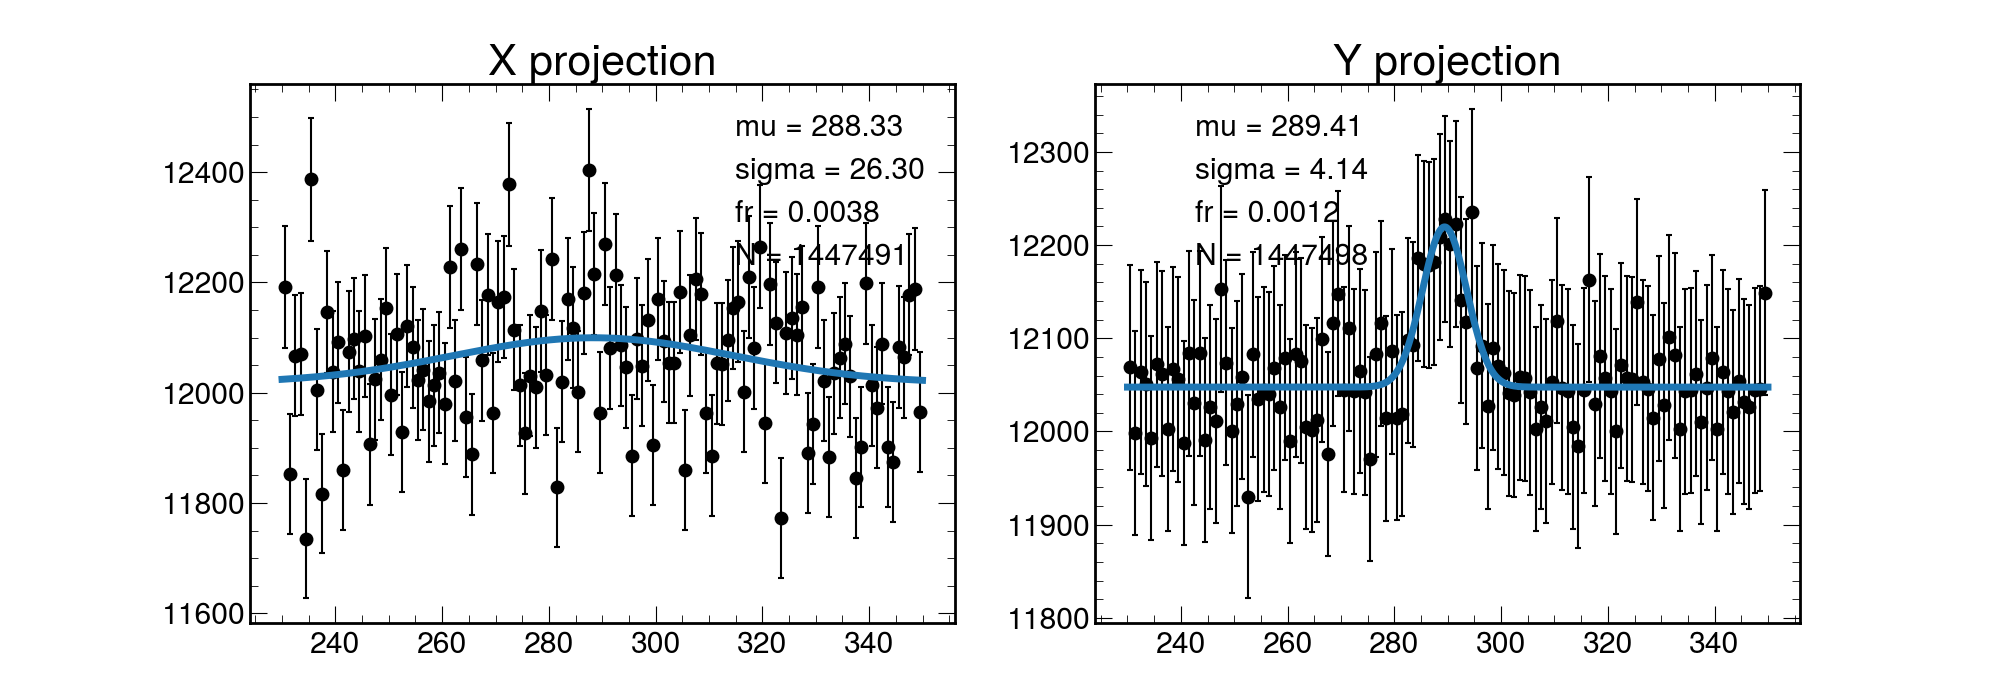 X projection
mu = 288.33
sigma = 26.30
fr = 0.0038
N = 1447491
12400
12200
12000
11800
11600
240 260 280 300 320 340
Y projection
mu = 289.41
sigma = 4.14
fr = 0.0012
N = 1447498
12300
12200
12100
12000
11900
11800
240 260 280 300 320 340